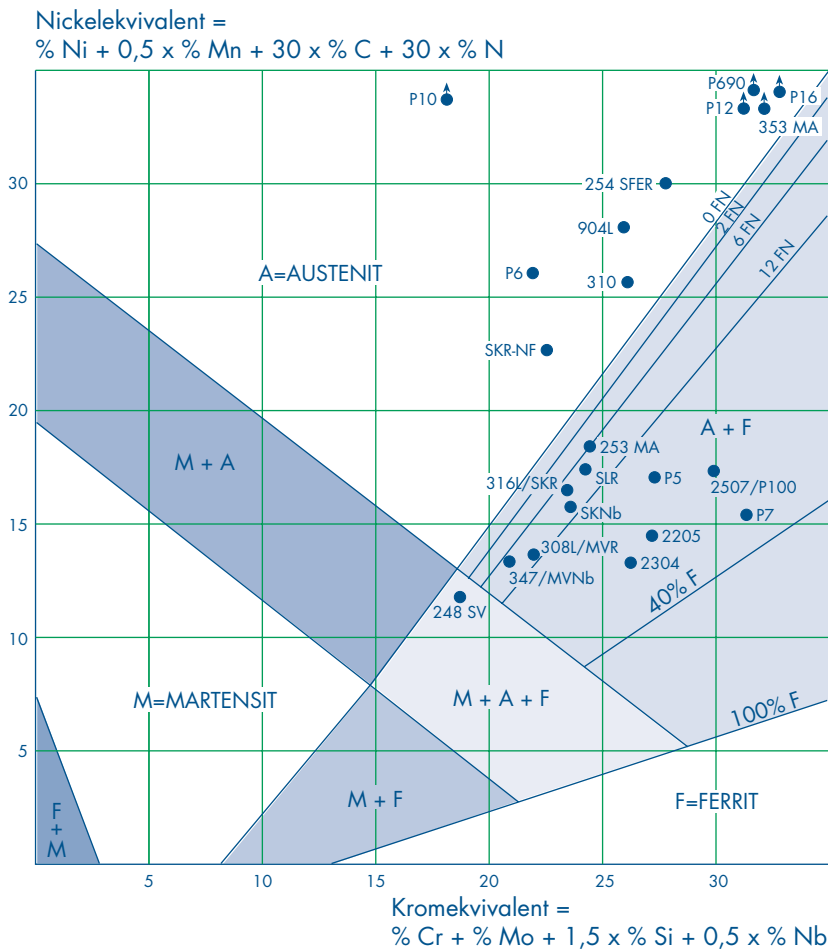 Nickelekvivalent =
% Ni + 0,5 x % Mn + 30 x % C + 30 x % N
P10
P690
P12
P16
353 MA
30
254 SFER
0 FN
2 FN
6 FN
12 FN
904L
A=AUSTENIT
P6
310
25
SKR-NF
20
M + A
253 MA
A + F
316L/SKR
SLR
P5
2507/P100
SKNb
P7
15
308L/MVR
2205
347/MVNb
2304
40% F
248 SV
10
M=MARTENSIT
M + A + F
100% F
5
F
+
M
M + F
F=FERRIT
5
10
15
20
25
30
Kromekvivalent =
% Cr + % Mo + 1,5 x % Si + 0,5 x % Nb